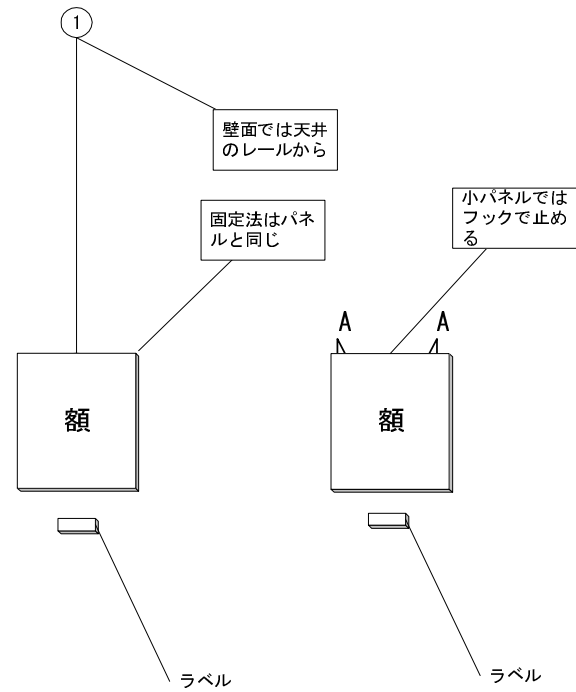 1
壁面では天井
のレールから
固定法はパネ
ルと同じ
小パネルでは
フックで止め
る
A A
額
額
ラベル
ラベル